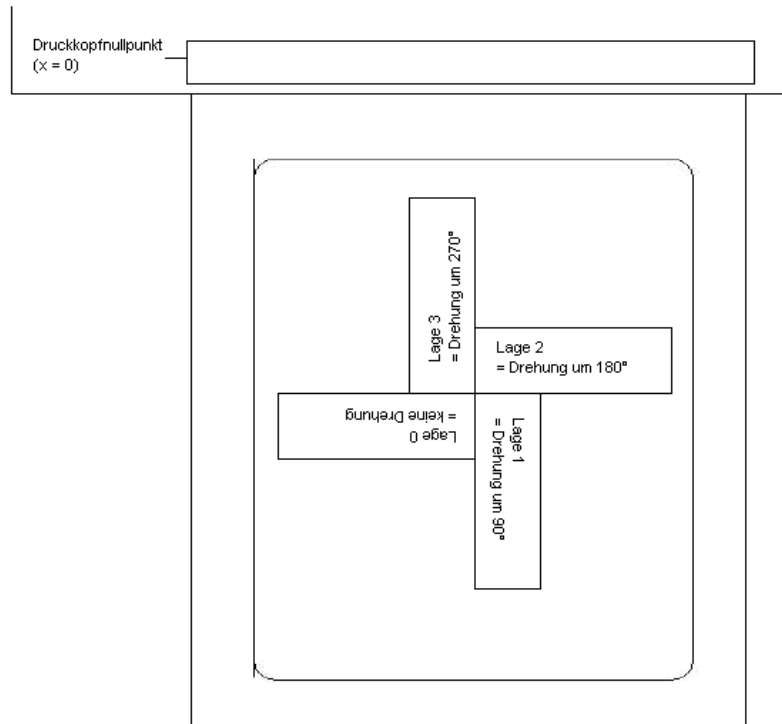 Druckkopfnullpunkt
(x = 0)
Lage 3
= Drehung um 270°
Lage 2
= Drehung um 180°
Lage 0
= keine Drehung
Lage 1
= Drehung um 90°